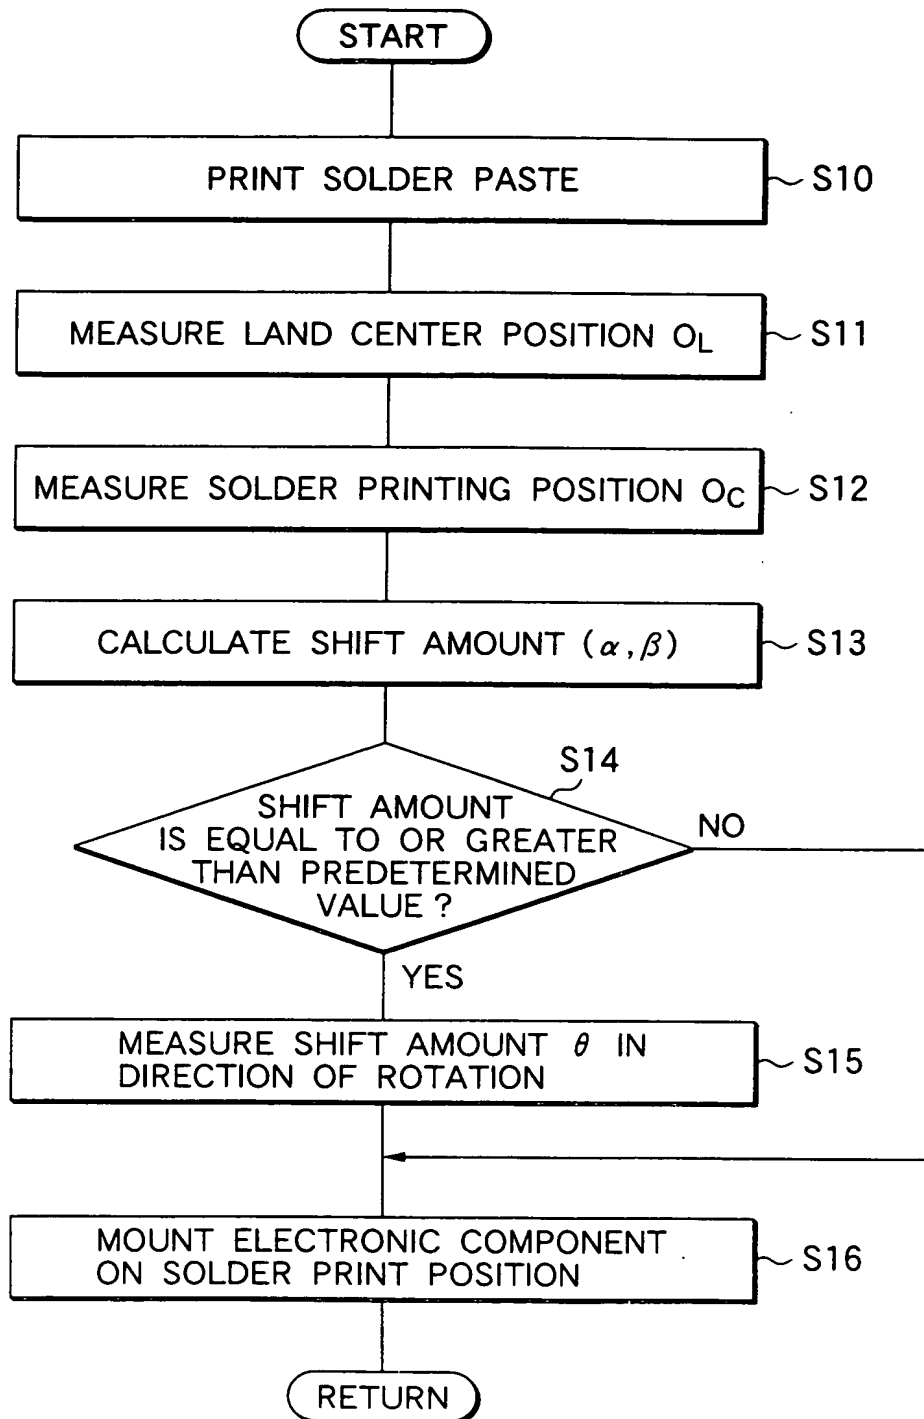 START
PRINT SOLDER PASTE
S10
MEASURE LAND CENTER POSITION OL
S11
MEASURE SOLDER PRINTING POSITION OC
S12
CALCULATE SHIFT AMOUNT (α,β)
S13
S14
SHIFT AMOUNT
IS EQUAL TO OR GREATER
THAN PREDETERMINED
VALUE ?
NO
YES
MEASURE SHIFT AMOUNT θ IN
DIRECTION OF ROTATION
S15
MOUNT ELECTRONIC COMPONENT
ON SOLDER PRINT POSITION
S16
RETURN